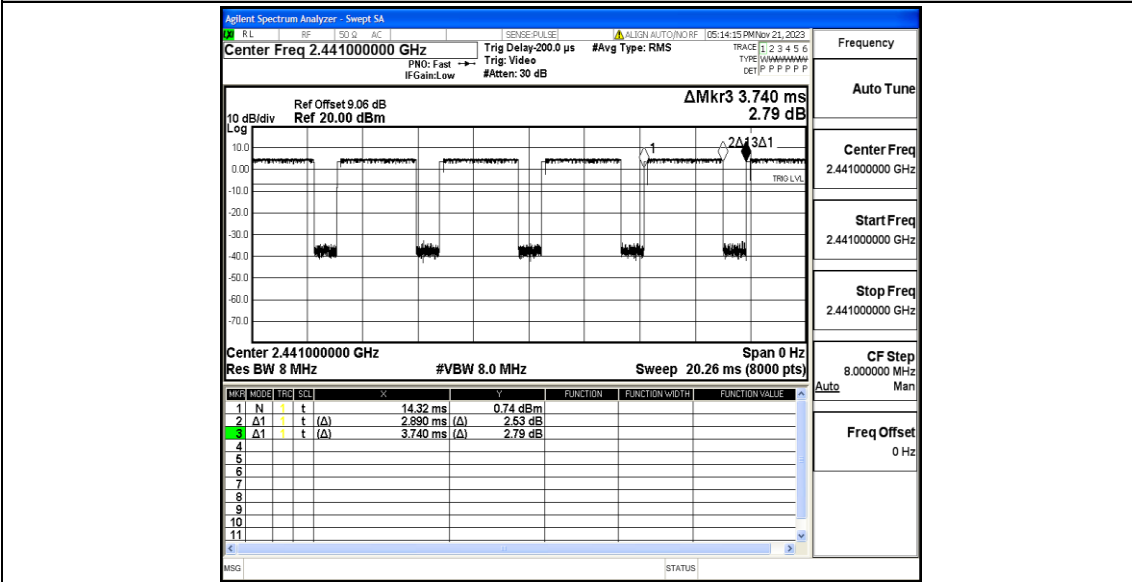 Agilent Spectrum Analyzer - Swept SA
RL RF 50 Ω AC SENSE:PULSE ALIGN AUTO/NO RF 05:14:15 PM Nov 21, 2023
Center Freq 2.441000000 GHz
PNO: Fast
IFGain:Low
Trig Delay-200.0 µs
Trig: Video
#Atten: 30 dB
#Avg Type: RMS
TRACE 1 2 3 4 5 6
TYPE
DET P P P P P P
Frequency
Auto Tune
Center Freq
2.441000000 GHz
Start Freq
2.441000000 GHz
Stop Freq
2.441000000 GHz
CF Step
8.000000 MHz
Auto Man
Freq Offset
0 Hz
ΔMkr3 3.740 ms
2.79 dB
Ref Offset 9.06 dB
10 dB/div Ref 20.00 dBm
Log
10.0
0.00
-10.0
-20.0
-30.0
-40.0
-50.0
-60.0
-70.0
1
2Δ1 3Δ1
TRIG LVL
Center 2.441000000 GHz Span 0 Hz
Res BW 8 MHz #VBW 8.0 MHz Sweep 20.26 ms (8000 pts)
MKR MODE TRC SCL X Y FUNCTION FUNCTION WIDTH FUNCTION VALUE
1 N t 14.32 ms 0.74 dBm
2 Δ1 t (Δ) 2.890 ms (Δ) 2.53 dB
3 Δ1 t (Δ) 3.740 ms (Δ) 2.79 dB
4
5
6
7
8
9
10
11
MSG STATUS